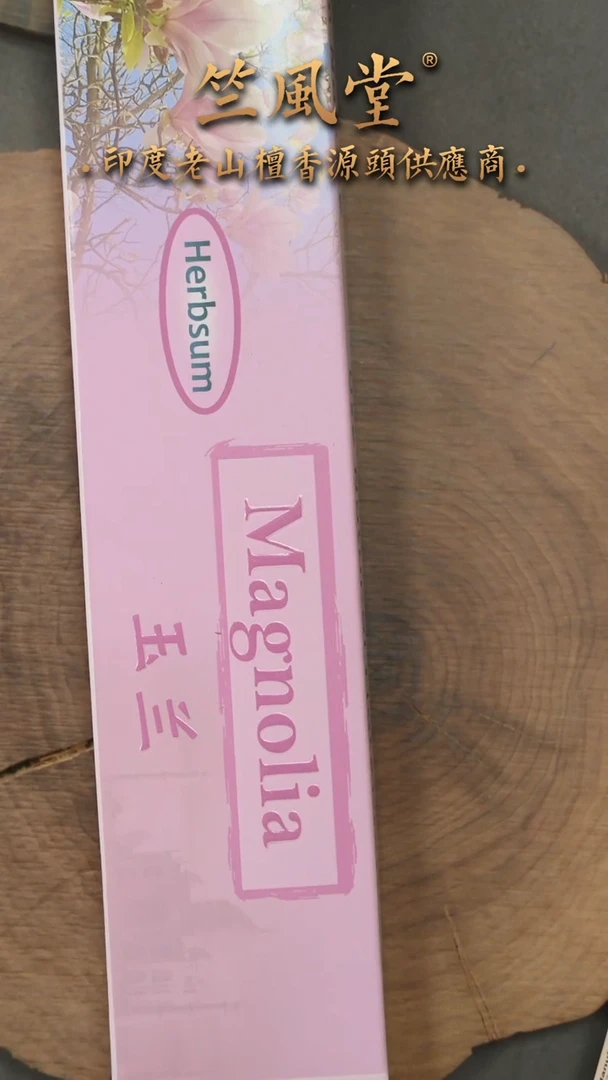 竺風堂®
·印度老山檀香源頭供應商·
Herbsum
Magnolia
玉兰